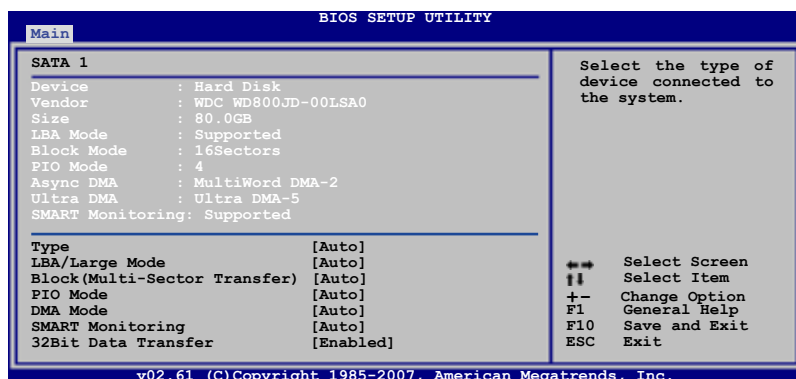 BIOS SETUP UTILITY
Main
SATA 1
Device : Hard Disk
Vendor : WDC WD800JD-00LSA0
Size : 80.0GB
LBA Mode : Supported
Block Mode : 16Sectors
PIO Mode : 4
Async DMA : MultiWord DMA-2
Ultra DMA : Ultra DMA-5
SMART Monitoring: Supported
Type [Auto]
LBA/Large Mode [Auto]
Block(Multi-Sector Transfer) [Auto]
PIO Mode [Auto]
DMA Mode [Auto]
SMART Monitoring [Auto]
32Bit Data Transfer [Enabled]
Select the type of
device connected to
the system.
←→ Select Screen
↑↓ Select Item
+- Change Option
F1 General Help
F10 Save and Exit
ESC Exit
v02.61 (C)Copyright 1985-2007, American Megatrends, Inc.